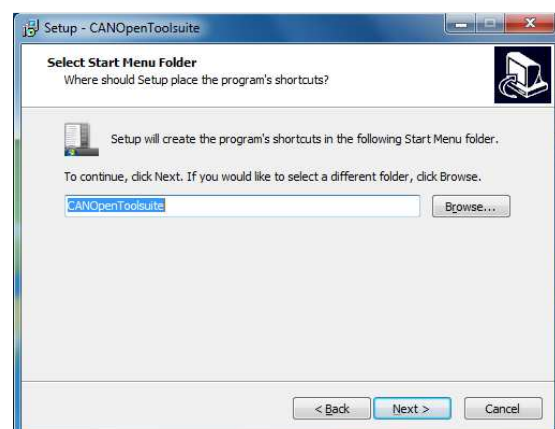 Setup - CANOpenToolsuite
Select Start Menu Folder
Where should Setup place the program's shortcuts?
Setup will create the program's shortcuts in the following Start Menu folder.
To continue, click Next. If you would like to select a different folder, click Browse.
CANOpenToolsuite
Browse...
< Back
Next >
Cancel